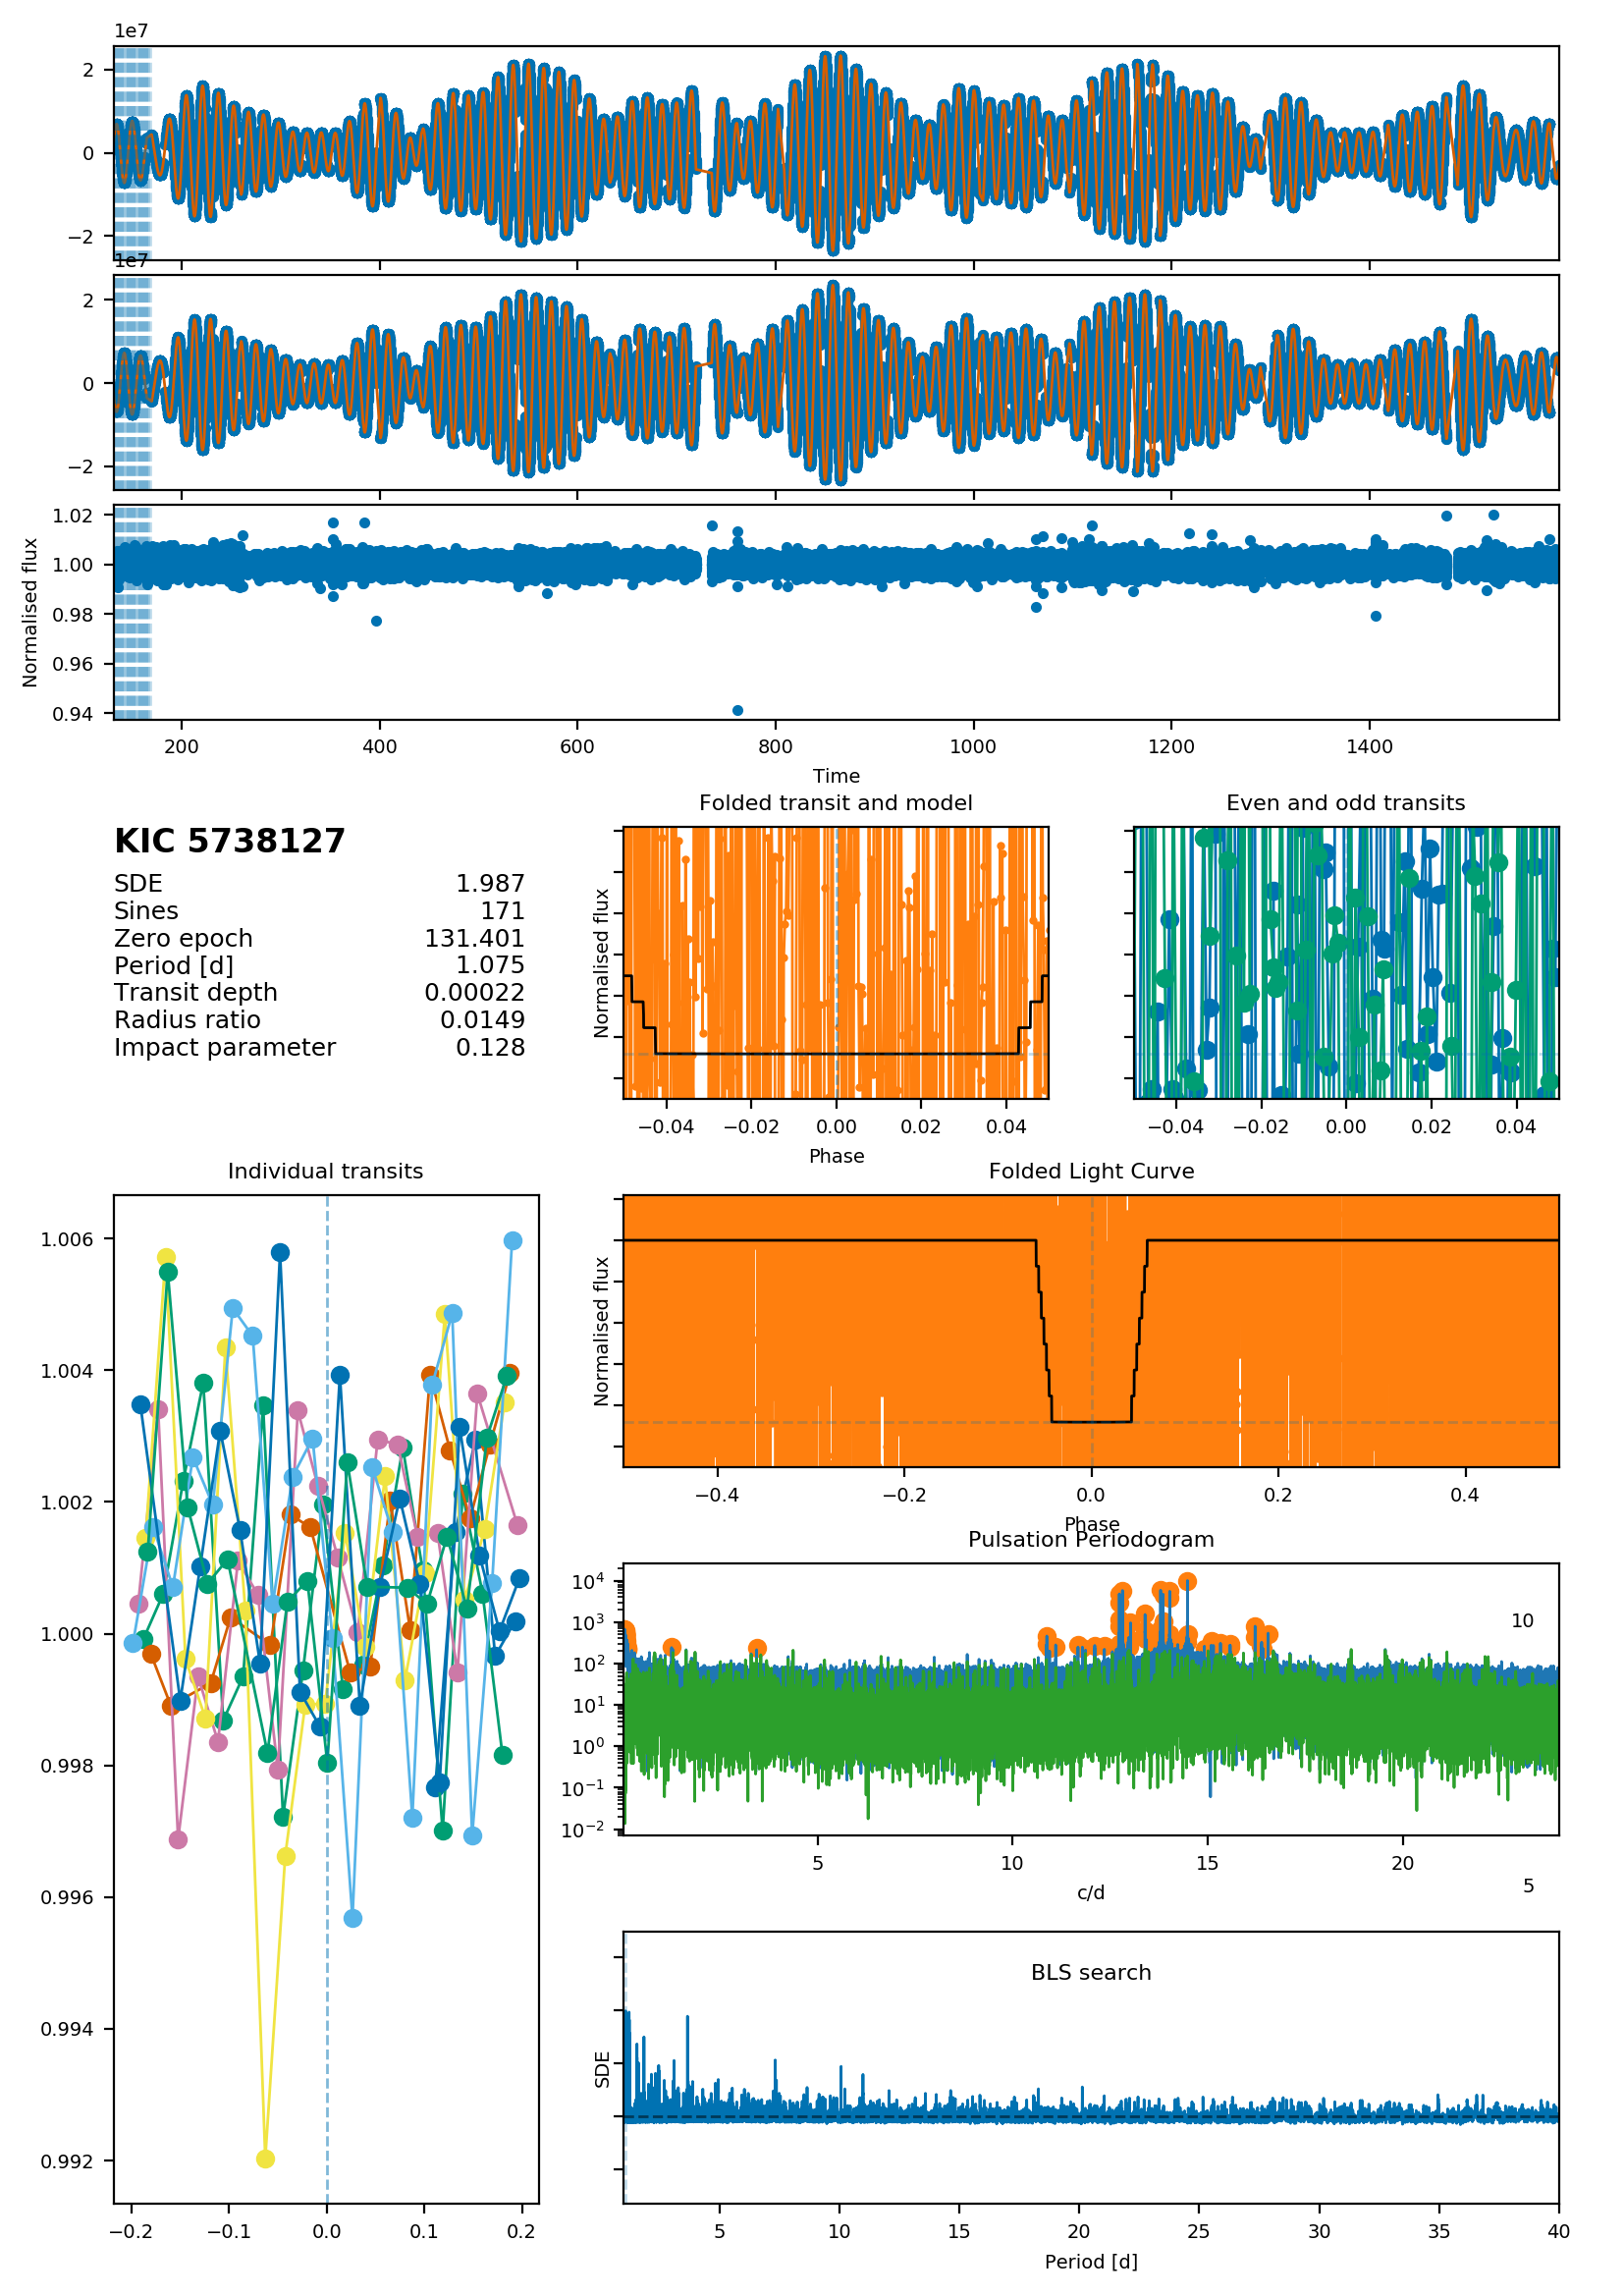 1e7
2
0
−2
1e7
2
0
−2
1.02
1.00
0.98
0.96
0.94
Normalised flux
200 400 600 800 1000 1200 1400
Time
KIC 5738127
SDE 1.987
Sines 171
Zero epoch 131.401
Period [d] 1.075
Transit depth 0.00022
Radius ratio 0.0149
Impact parameter 0.128
Folded transit and model
Normalised flux
−0.04 −0.02 0.00 0.02 0.04
Phase
Even and odd transits
−0.04 −0.02 0.00 0.02 0.04
Individual transits
1.006
1.004
1.002
1.000
0.998
0.996
0.994
0.992
−0.2 −0.1 0.0 0.1 0.2
Folded Light Curve
Normalised flux
−0.4 −0.2 0.0 0.2 0.4
Phase
Pulsation Periodogram
10⁴
10³
10²
10¹
10⁰
10⁻¹
10⁻²
10
5 10 15 20
c/d
5
BLS search
SDE
5 10 15 20 25 30 35 40
Period [d]